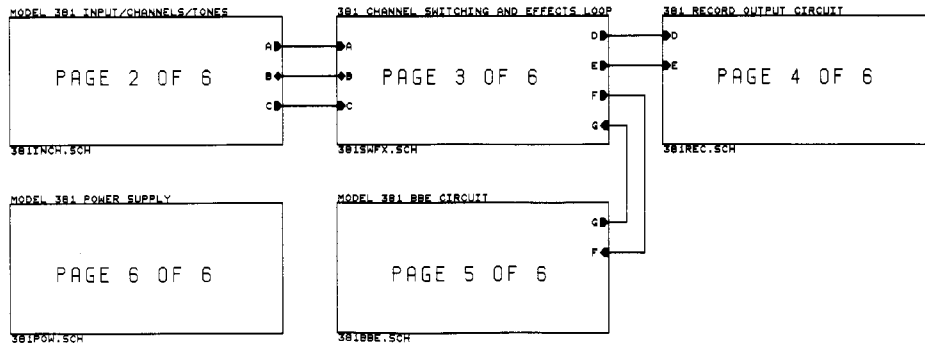 MODEL 381 INPUT/CHANNELS/TONES
A
B
C
PAGE 2 OF 6
381INCH.SCH
381 CHANNEL SWITCHING AND EFFECTS LOOP
A
B
C
D
E
F
G
PAGE 3 OF 6
381SWFX.SCH
381 RECORD OUTPUT CIRCUIT
D
E
PAGE 4 OF 6
381REC.SCH
MODEL 381 POWER SUPPLY
PAGE 6 OF 6
381POW.SCH
MODEL 381 BBE CIRCUIT
G
F
PAGE 5 OF 6
381BBE.SCH